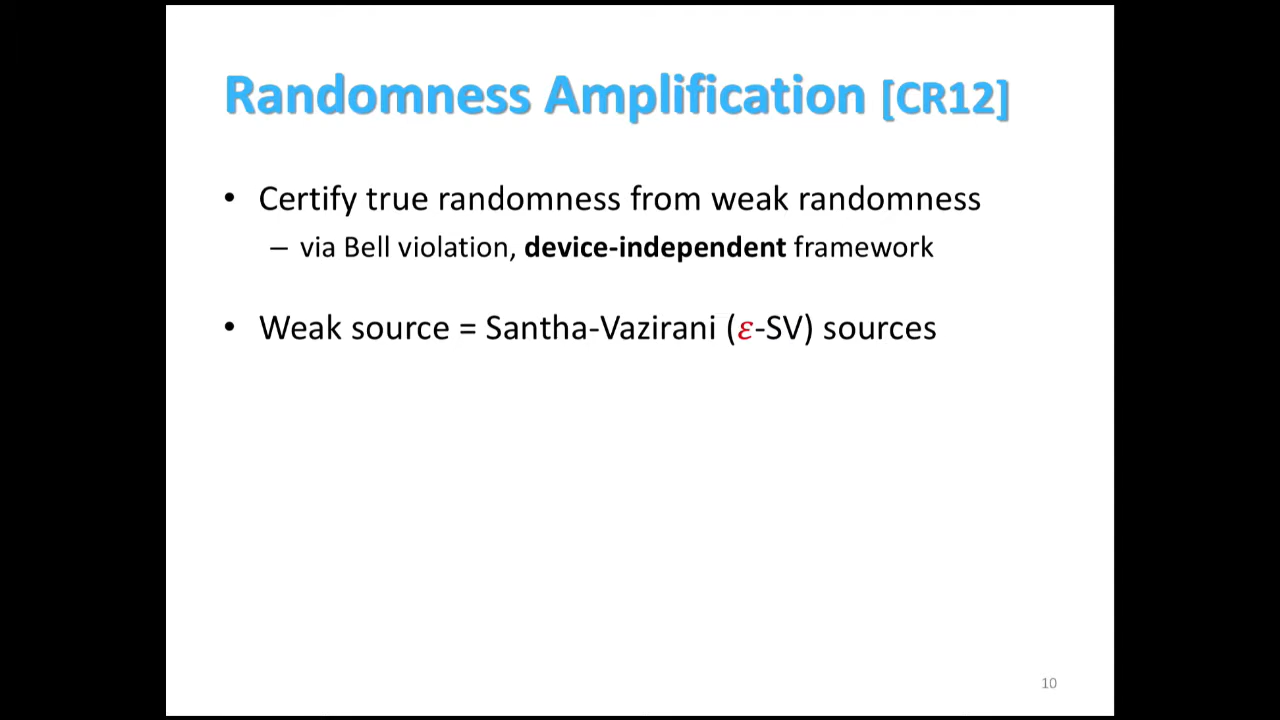 Randomness Amplification [CR12]
• Certify true randomness from weak randomness
– via Bell violation, device-independent framework
• Weak source = Santha-Vazirani (ε-SV) sources
10